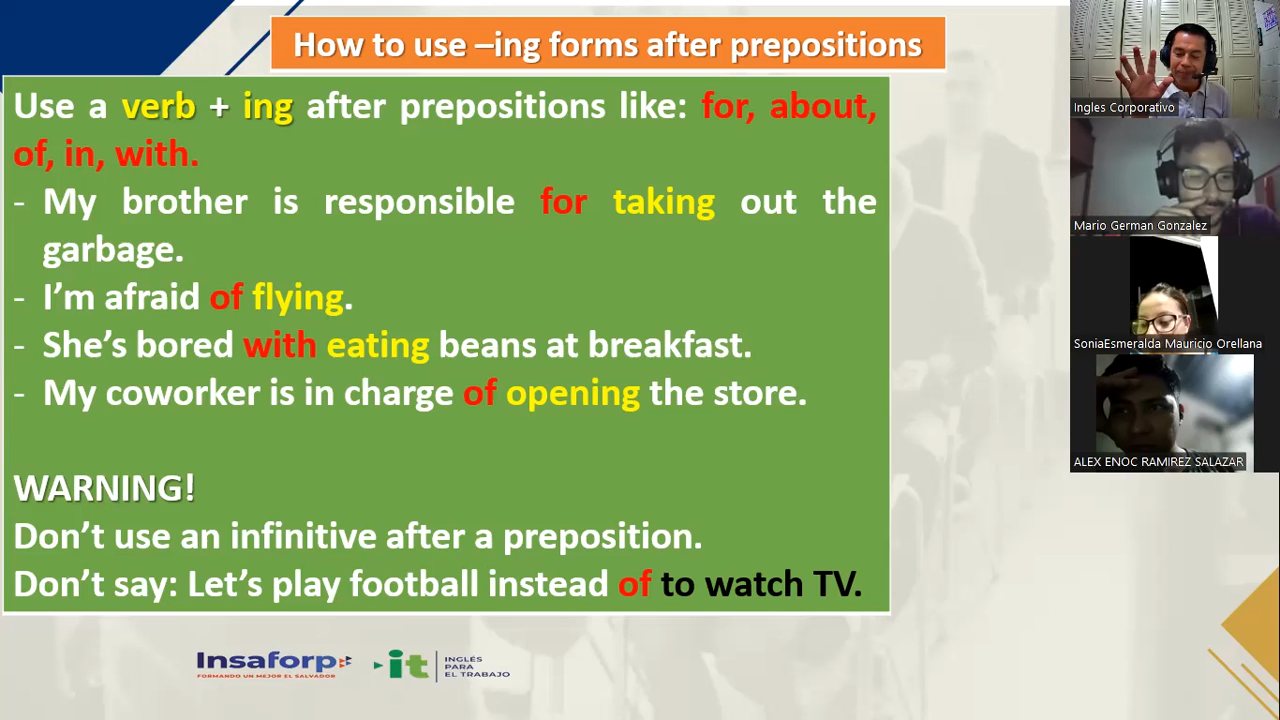 How to use –ing forms after prepositions
Use a verb + ing after prepositions like: for, about,
of, in, with.
- My brother is responsible for taking out the
garbage.
- I’m afraid of flying.
- She’s bored with eating beans at breakfast.
- My coworker is in charge of opening the store.
WARNING!
Don’t use an infinitive after a preposition.
Don’t say: Let’s play football instead of to watch TV.
Insaforp
FORMANDO UN MEJOR EL SALVADOR
it
INGLÉS
PARA
EL TRABAJO
Ingles Corporativo
Mario German Gonzalez
SoniaEsmeralda Mauricio Orellana
ALEX ENOC RAMIREZ SALAZAR